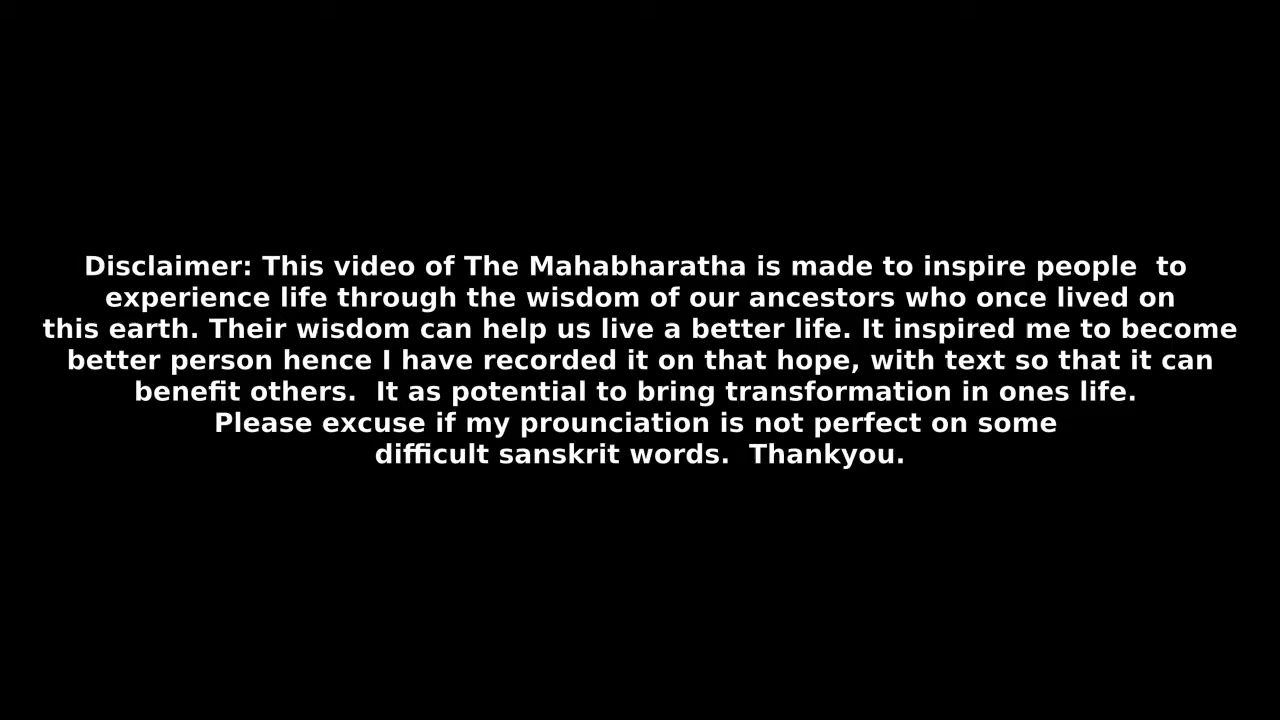 Disclaimer: This video of The Mahabharatha is made to inspire people  to
experience life through the wisdom of our ancestors who once lived on
this earth. Their wisdom can help us live a better life. It inspired me to become
better person hence I have recorded it on that hope, with text so that it can
benefit others.  It as potential to bring transformation in ones life.
Please excuse if my prounciation is not perfect on some
difficult sanskrit words.  Thankyou.